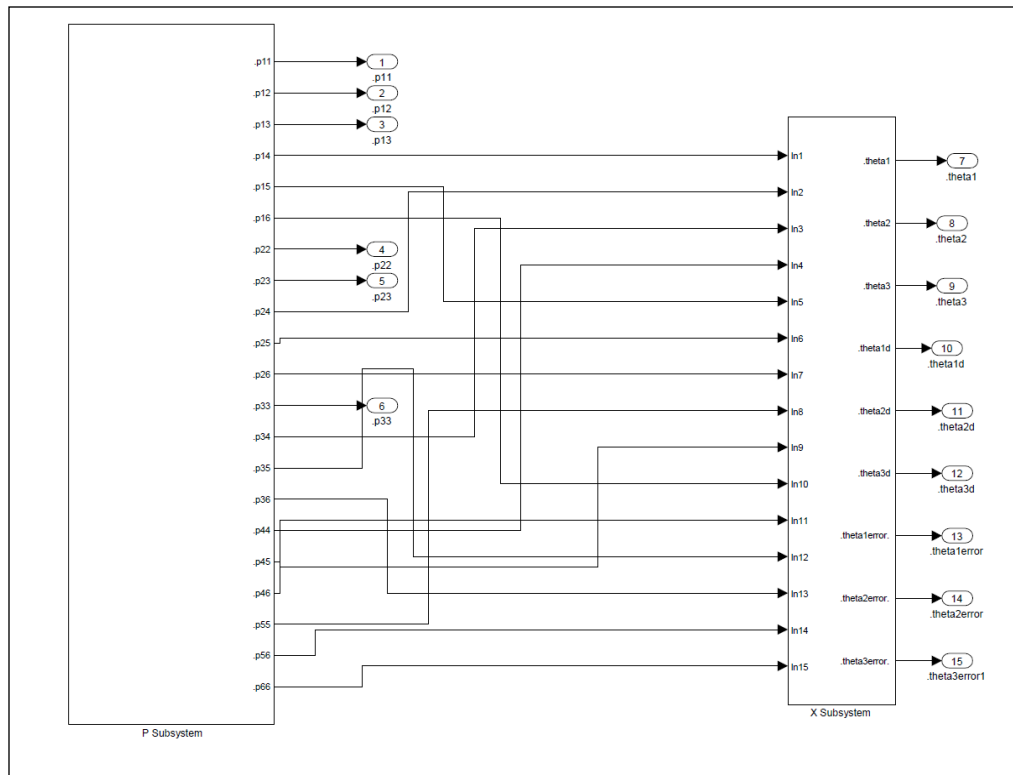 .p11
1
.p11
.p12
2
.p12
.p13
3
.p13
.p14
.p15
.p16
.p22
4
.p22
.p23
5
.p23
.p24
.p25
.p26
.p33
6
.p33
.p34
.p35
.p36
.p44
.p45
.p46
.p55
.p56
.p66
P Subsystem
In1
In2
In3
In4
In5
In6
In7
In8
In9
In10
In11
In12
In13
In14
In15
.theta1
7
.theta1
.theta2
8
.theta2
.theta3
9
.theta3
.theta1d
10
.theta1d
.theta2d
11
.theta2d
.theta3d
12
.theta3d
.theta1error.
13
.theta1error
.theta2error.
14
.theta2error
.theta3error.
15
.theta3error1
X Subsystem